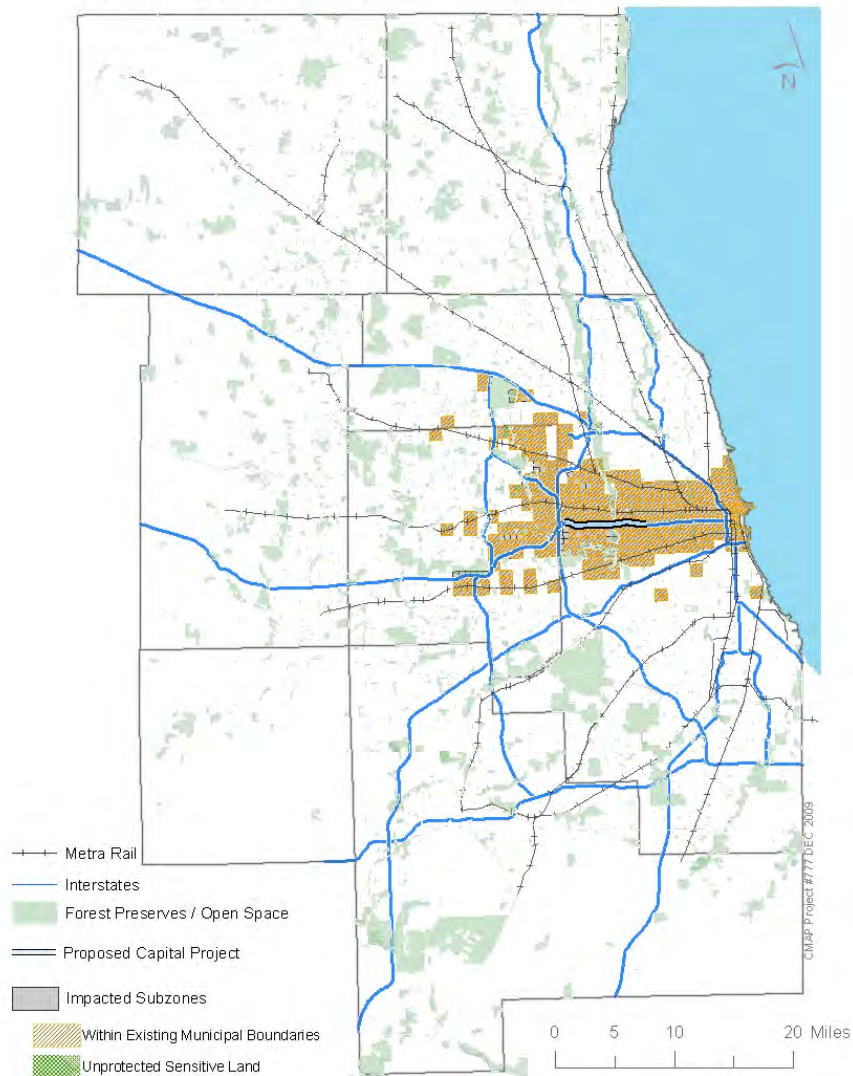 N
Metra Rail
Interstates
Forest Preserves / Open Space
Proposed Capital Project
Impacted Subzones
Within Existing Municipal Boundaries
Unprotected Sensitive Land
0 5 10 20 Miles
CMAP Project #777 DEC 2009